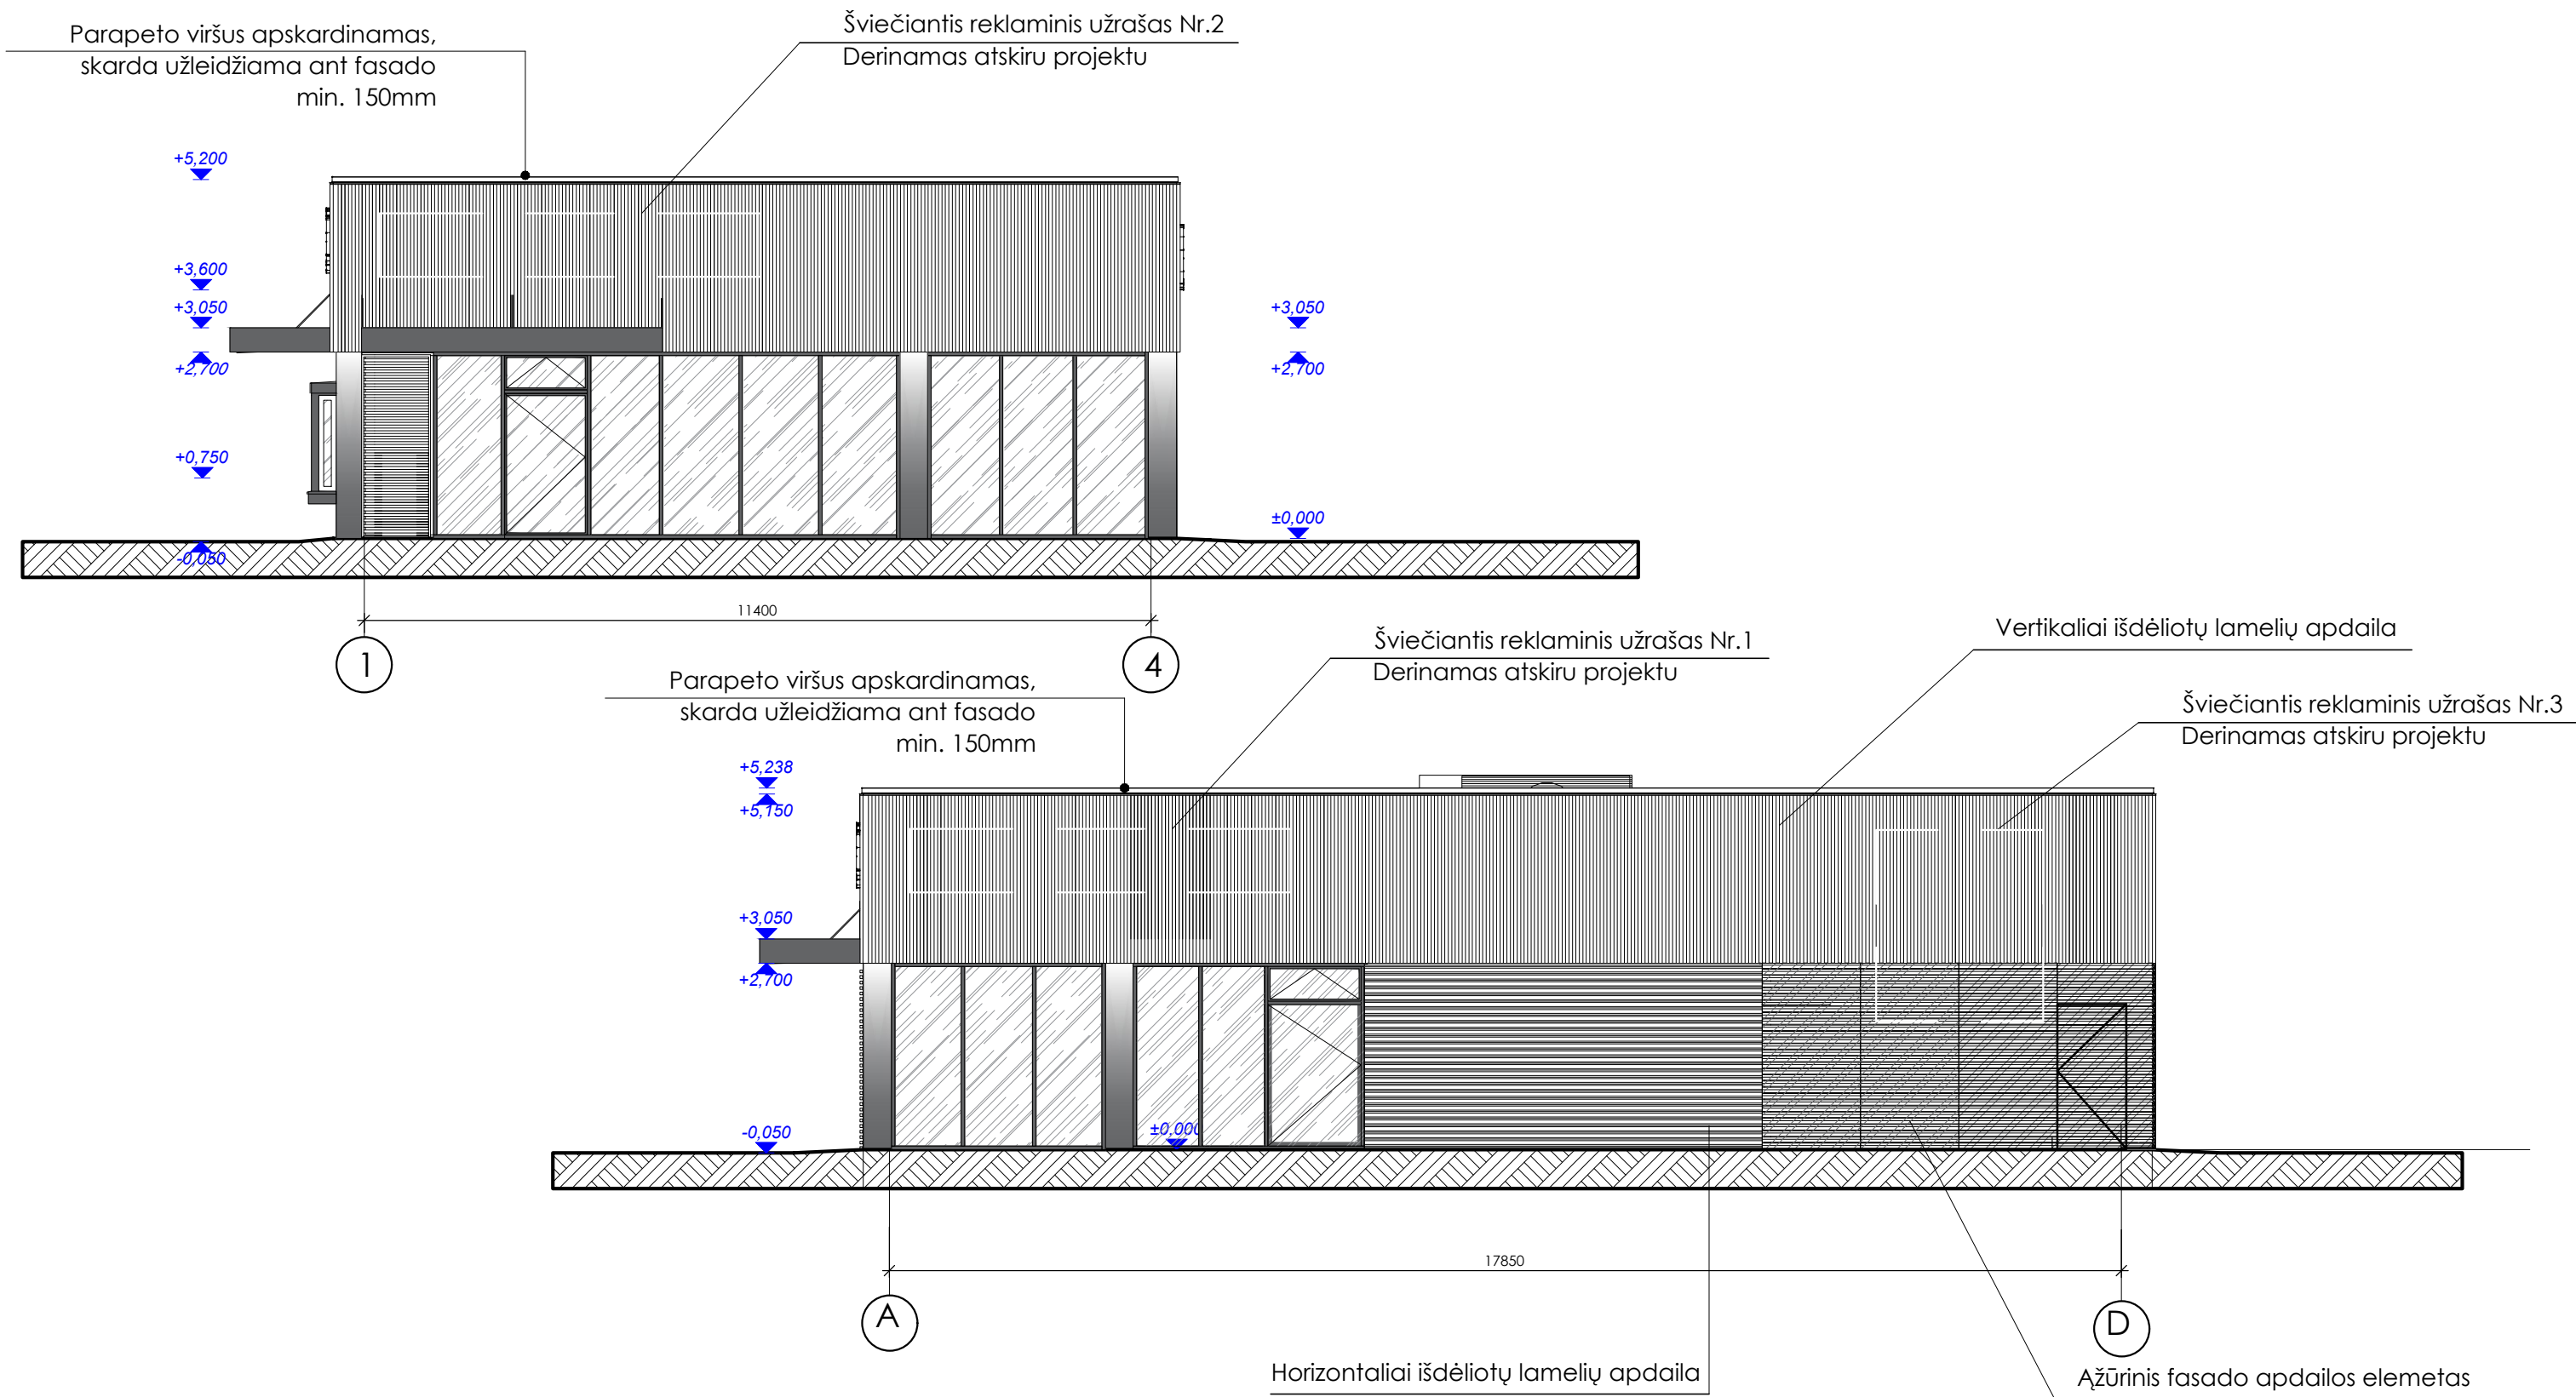 Parapeto viršus apskardinamas,
skarda užleidžiama ant fasado
min. 150mm
Šviečiantis reklaminis užrašas Nr.2
Derinamas atskiru projektu
+5,200
+3,600
+3,050
+2,700
+0,750
-0,050
+3,050
+2,700
±0,000
11400
1
4
Parapeto viršus apskardinamas,
skarda užleidžiama ant fasado
min. 150mm
Šviečiantis reklaminis užrašas Nr.1
Derinamas atskiru projektu
Vertikaliai išdėliotų lamelių apdaila
Šviečiantis reklaminis užrašas Nr.3
Derinamas atskiru projektu
+5,238
+5,150
+3,050
+2,700
-0,050
±0,000
17850
A
D
Horizontaliai išdėliotų lamelių apdaila
Ąžūrinis fasado apdailos elemetas